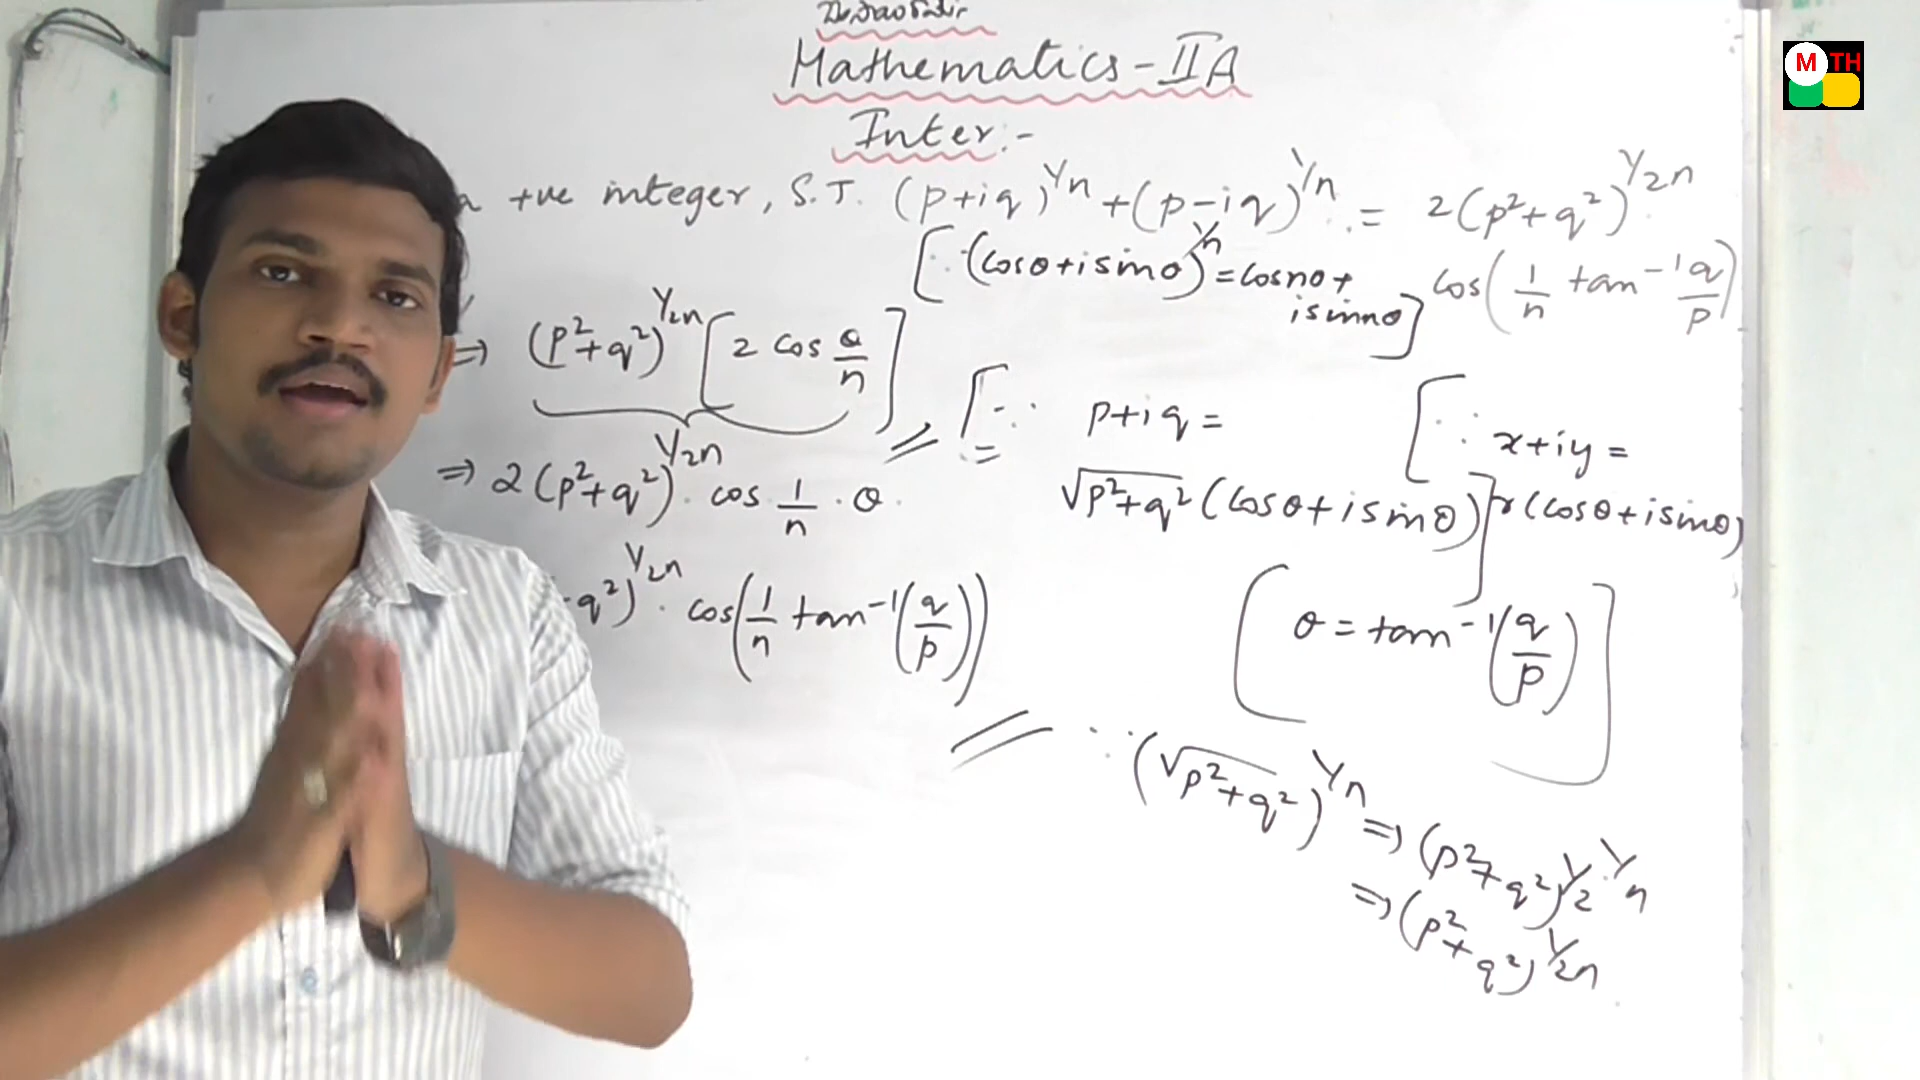 Mathematics - II A
Inter :-
a +ve integer, S.T. (p+iq)^1/n + (p-iq)^1/n = 2(p²+q²)^1/2n
cos(1/n tan⁻¹ q/p)
[∵ (cosθ+isinθ)^n = cosnθ+
isinnθ]
⇒ (p²+q²)^1/2n [2 cos θ/n]
⇒ 2(p²+q²)^1/2n . cos 1/n . θ
q²)^1/2n . cos(1/n tan⁻¹(q/p))
[∵ p+iq =
√p²+q² (cosθ+isinθ)]
[∵ x+iy =
r(cosθ+isinθ)
[θ = tan⁻¹(q/p)]
∵ (√p²+q²)^1/n ⇒ (p²+q²)^1/2 . 1/n
⇒ (p²+q²)^1/2n
M TH